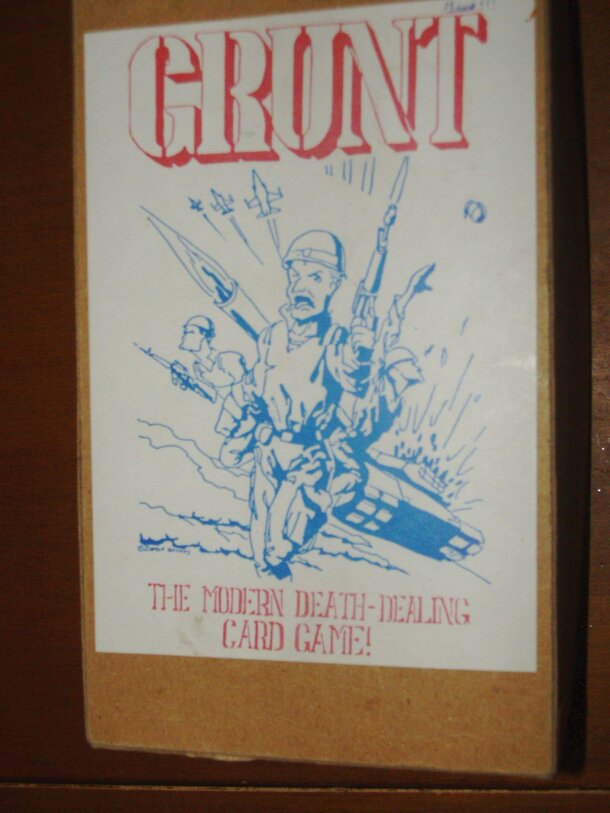 GRUNT
THE MODERN DEATH-DEALING
CARD GAME!